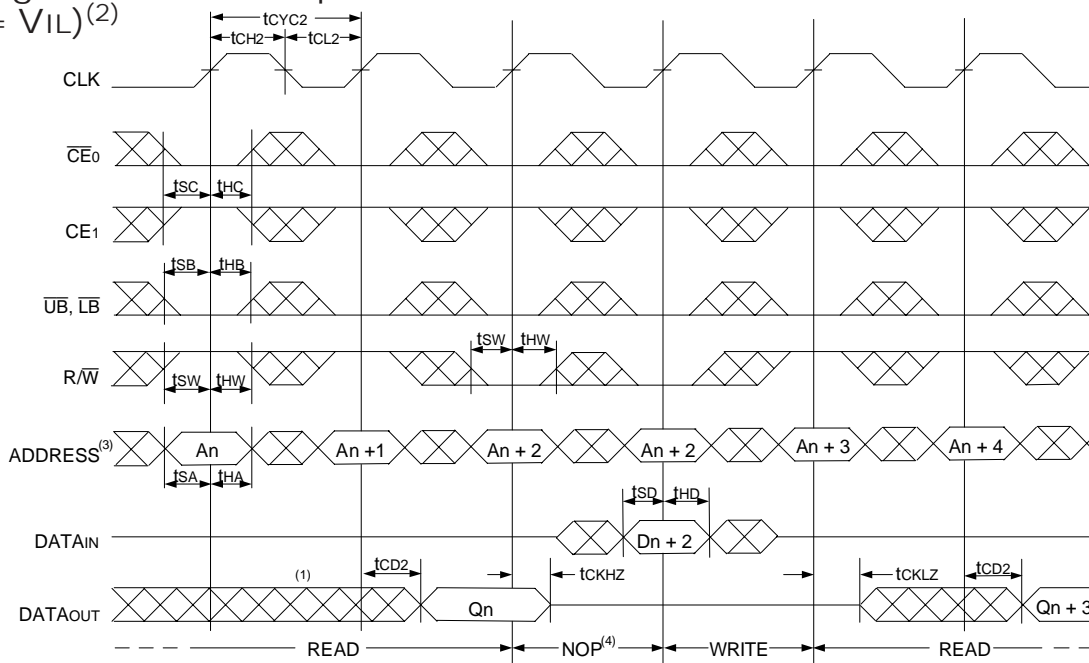 = VIL)(2)
tCYC2
tCH2 tCL2
CLK
CE0
tSC tHC
CE1
tSB tHB
UB, LB
tSW tHW
R/W
tSW tHW
ADDRESS(3) An An +1 An + 2 An + 2 An + 3 An + 4
tSA tHA
tSD tHD
DATAIN Dn + 2
(1) tCD2 tCKHZ tCKLZ tCD2
DATAOUT Qn Qn + 3
READ NOP(4) WRITE READ